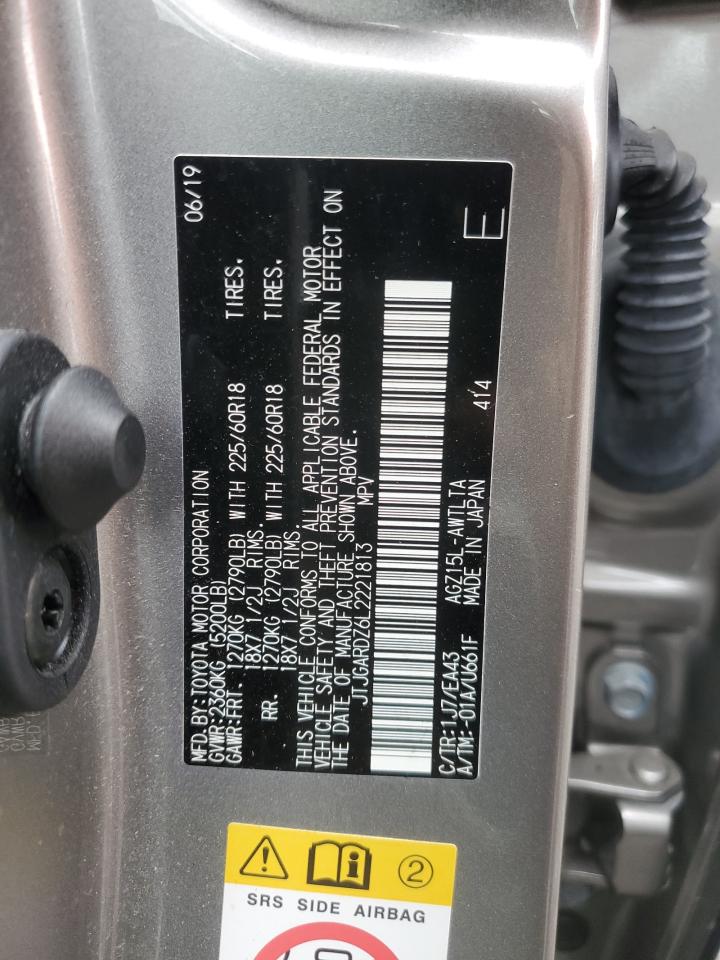 MFD. BY: TOYOTA MOTOR CORPORATION 06/19
GVWR: 2360KG (5200LB)
GAWR: FRT. 1270KG (2790LB) WITH 225/60R18 TIRES.
18X7 1/2J RIMS.
RR. 1270KG (2790LB) WITH 225/60R18 TIRES.
18X7 1/2J RIMS
THIS VEHICLE CONFORMS TO ALL APPLICABLE FEDERAL MOTOR
VEHICLE SAFETY AND THEFT PREVENTION STANDARDS IN EFFECT ON
THE DATE OF MANUFACTURE SHOWN ABOVE.
JTJGARDZ6L2221813 MPV
C/TR: 1J7/EA43 AGZ15L-AWTLTA 414
A/TM: -01A/U661F MADE IN JAPAN E
2
SRS SIDE AIRBAG